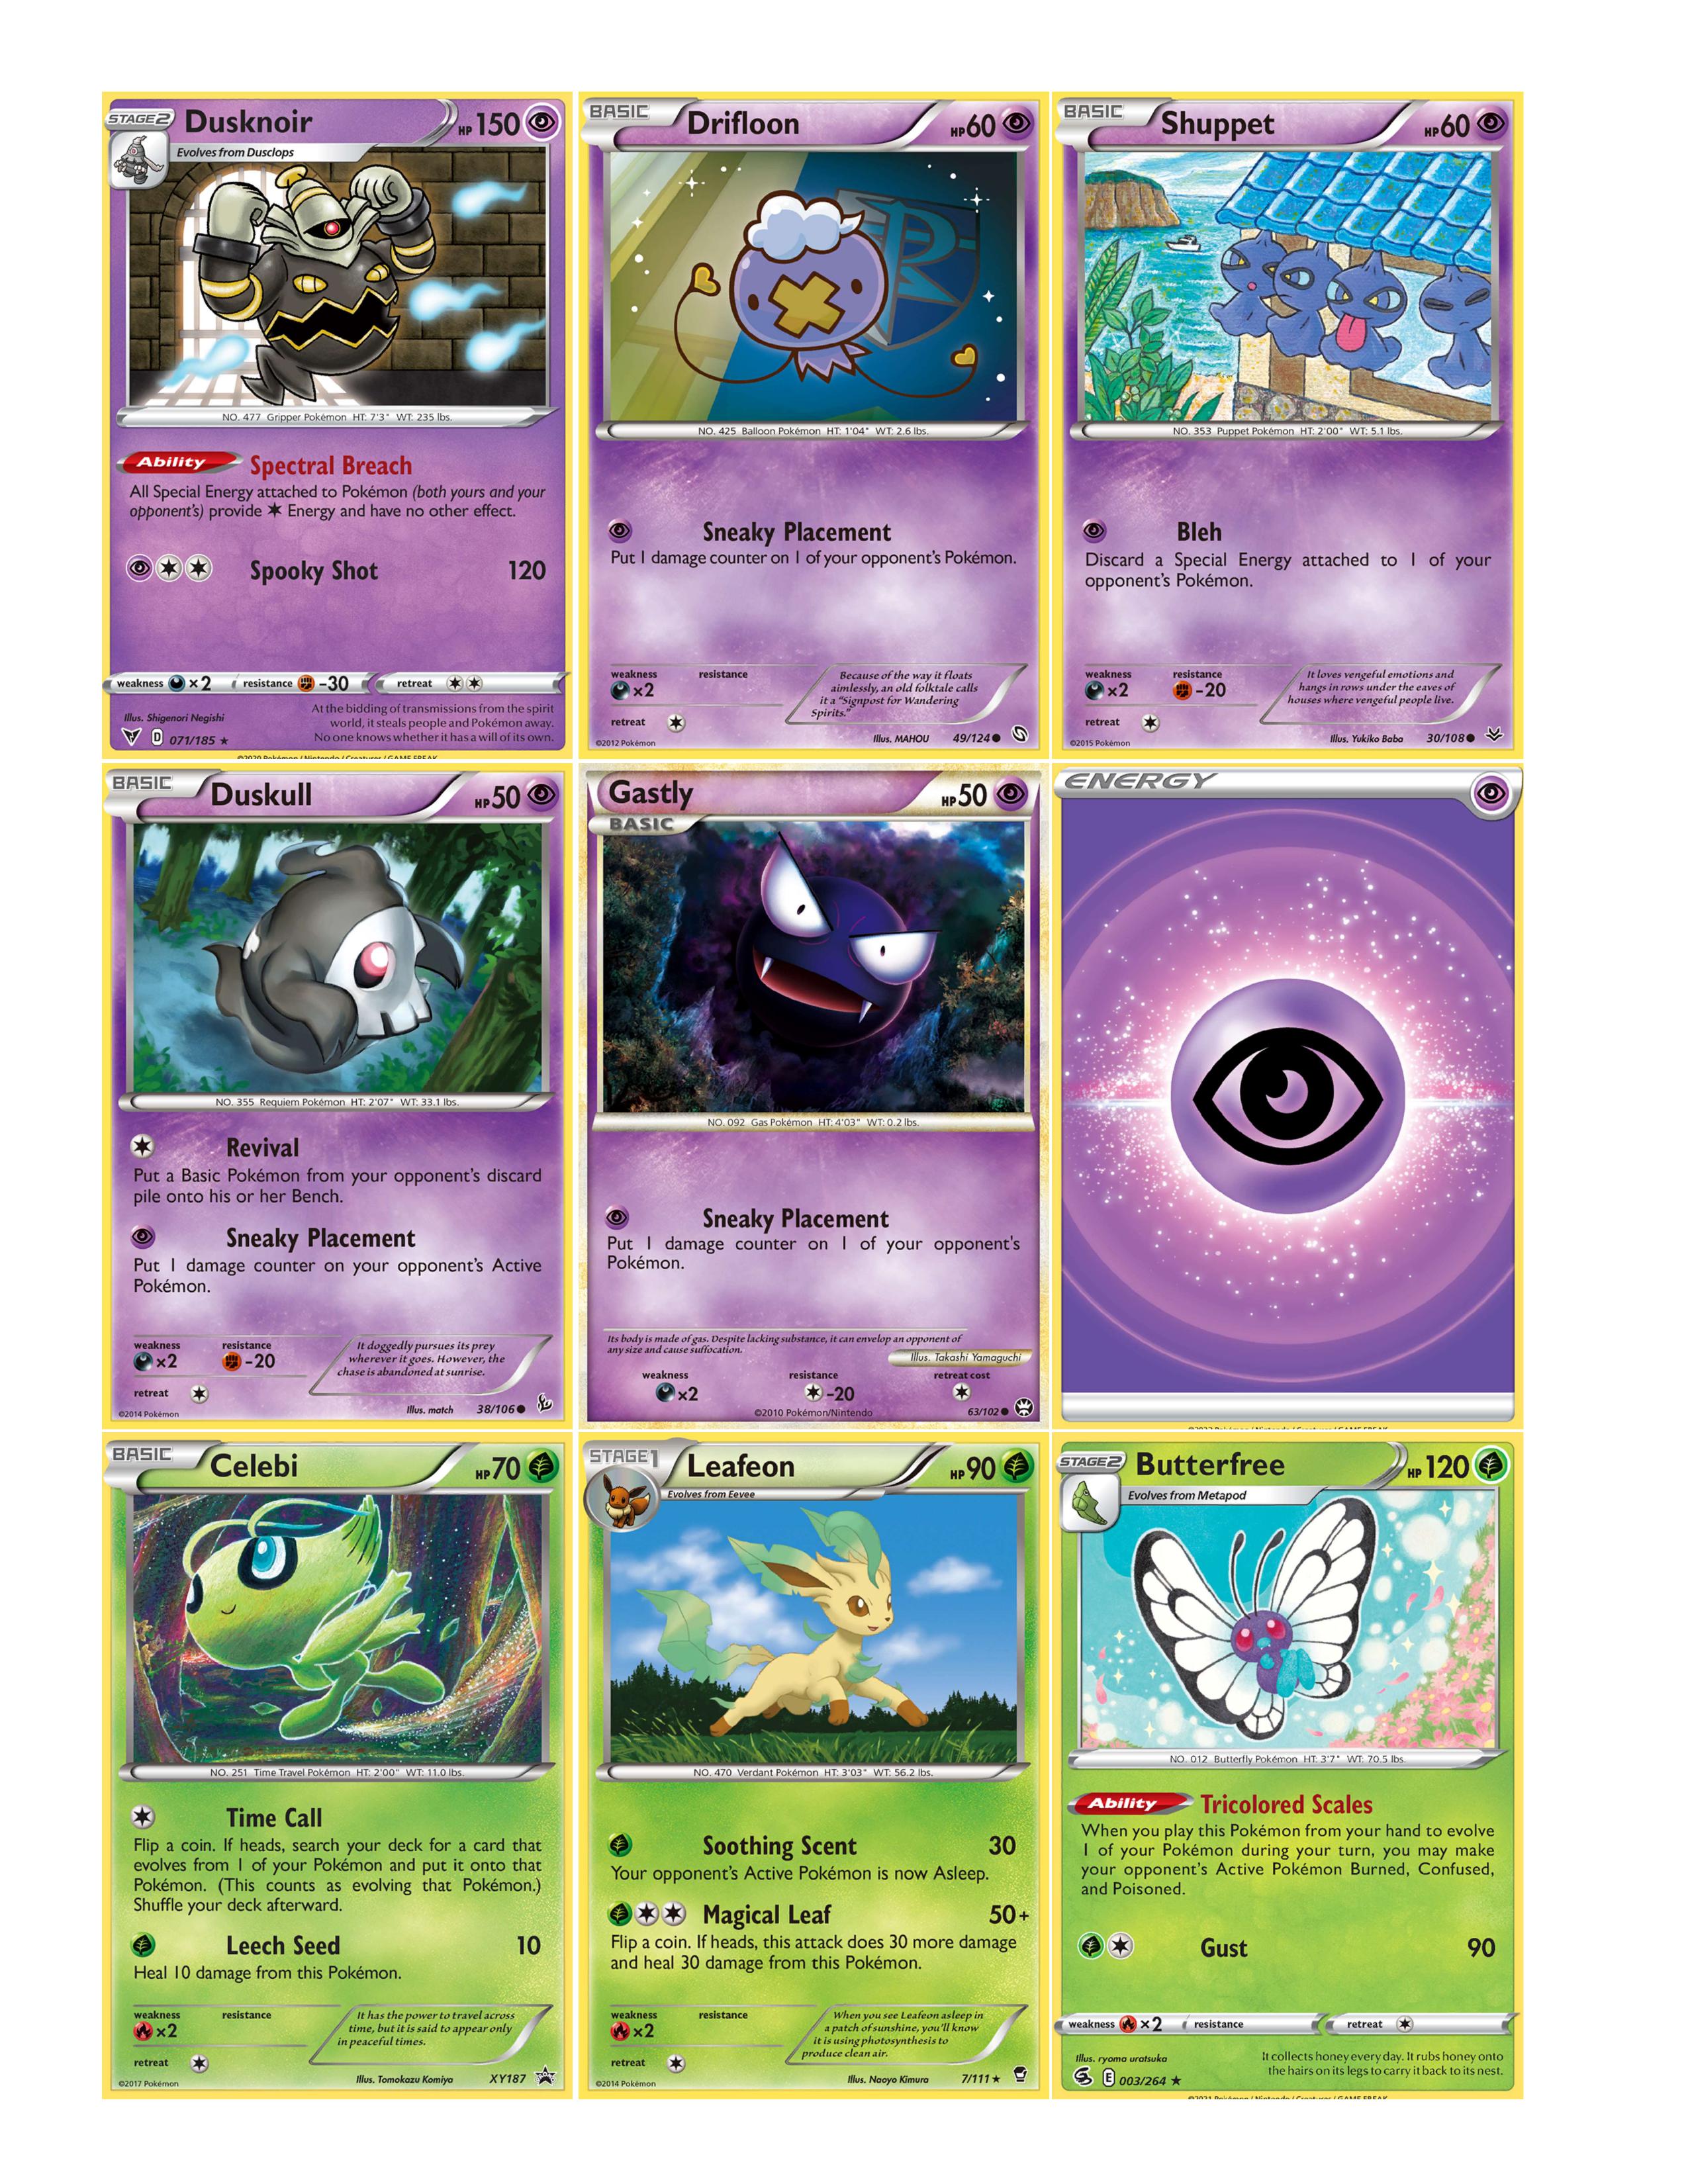 STAGE2 Dusknoir HP 150
Evolves from Dusclops
NO. 477 Gripper Pokémon HT: 7'3" WT: 235 lbs.
Ability Spectral Breach
All Special Energy attached to Pokémon (both yours and your
opponent's) provide Energy and have no other effect.
Spooky Shot 120
weakness ×2 resistance -30 retreat
Illus. Shigenori Negishi
D 071/185
At the bidding of transmissions from the spirit
world, it steals people and Pokémon away.
No one knows whether it has a will of its own.
©2020 Pokémon / Nintendo / Creatures / GAME FREAK
BASIC Drifloon HP 60
NO. 425 Balloon Pokémon HT: 1'04" WT: 2.6 lbs.
Sneaky Placement
Put 1 damage counter on 1 of your opponent's Pokémon.
weakness resistance
×2
retreat
Because of the way it floats
aimlessly, an old folktale calls
it a "Signpost for Wandering
Spirits."
©2012 Pokémon Illus. MAHOU 49/124
BASIC Shuppet HP 60
NO. 353 Puppet Pokémon HT: 2'00" WT: 5.1 lbs.
Bleh
Discard a Special Energy attached to 1 of your
opponent's Pokémon.
weakness resistance
×2 -20
retreat
It loves vengeful emotions and
hangs in rows under the eaves of
houses where vengeful people live.
©2015 Pokémon Illus. Yukiko Baba 30/108
BASIC Duskull HP 50
NO. 355 Requiem Pokémon HT: 2'07" WT: 33.1 lbs.
Revival
Put a Basic Pokémon from your opponent's discard
pile onto his or her Bench.
Sneaky Placement
Put 1 damage counter on your opponent's Active
Pokémon.
weakness resistance
×2 -20
retreat
It doggedly pursues its prey
wherever it goes. However, the
chase is abandoned at sunrise.
©2014 Pokémon Illus. match 38/106
Gastly HP 50
BASIC
NO. 092 Gas Pokémon HT: 4'03" WT: 0.2 lbs.
Sneaky Placement
Put 1 damage counter on 1 of your opponent's
Pokémon.
Its body is made of gas. Despite lacking substance, it can envelop an opponent of
any size and cause suffocation.
Illus. Takashi Yamaguchi
weakness resistance retreat cost
×2 -20
©2010 Pokémon/Nintendo 63/102
ENERGY
BASIC Celebi HP 70
NO. 251 Time Travel Pokémon HT: 2'00" WT: 11.0 lbs.
Time Call
Flip a coin. If heads, search your deck for a card that
evolves from 1 of your Pokémon and put it onto that
Pokémon. (This counts as evolving that Pokémon.)
Shuffle your deck afterward.
Leech Seed 10
Heal 10 damage from this Pokémon.
weakness resistance
×2
retreat
It has the power to travel across
time, but it is said to appear only
in peaceful times.
©2017 Pokémon Illus. Tomokazu Komiya XY187
STAGE1 Leafeon HP 90
Evolves from Eevee
NO. 470 Verdant Pokémon HT: 3'03" WT: 56.2 lbs.
Soothing Scent 30
Your opponent's Active Pokémon is now Asleep.
Magical Leaf 50+
Flip a coin. If heads, this attack does 30 more damage
and heal 30 damage from this Pokémon.
weakness resistance
×2
retreat
When you see Leafeon asleep in
a patch of sunshine, you'll know
it is using photosynthesis to
produce clean air.
©2014 Pokémon Illus. Naoyo Kimura 7/111
STAGE2 Butterfree HP 120
Evolves from Metapod
NO. 012 Butterfly Pokémon HT: 3'7" WT: 70.5 lbs.
Ability Tricolored Scales
When you play this Pokémon from your hand to evolve
1 of your Pokémon during your turn, you may make
your opponent's Active Pokémon Burned, Confused,
and Poisoned.
Gust 90
weakness ×2 resistance retreat
Illus. ryoma uratsuka
E 003/264
It collects honey every day. It rubs honey onto
the hairs on its legs to carry it back to its nest.
©2021 Pokémon / Nintendo / Creatures / GAME FREAK